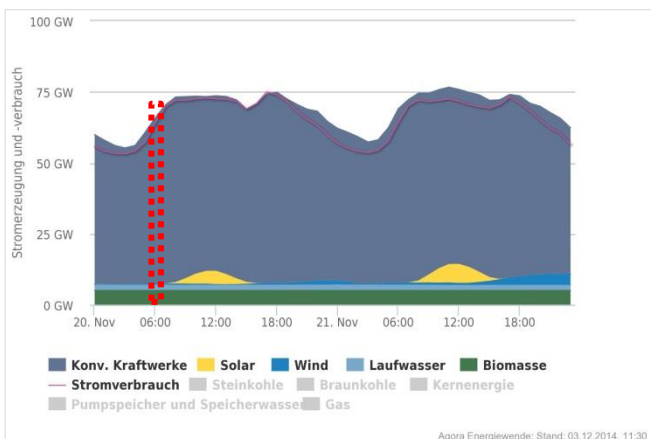 100 GW
75 GW
50 GW
25 GW
0 GW
Stromerzeugung und -verbrauch
20. Nov 06:00 12:00 18:00 21. Nov 06:00 12:00 18:00
Konv. Kraftwerke Solar Wind Laufwasser Biomasse
Stromverbrauch Steinkohle Braunkohle Kernenergie
Pumpspeicher und Speicherwasser Gas
Agora Energiewende; Stand: 03.12.2014, 11:30